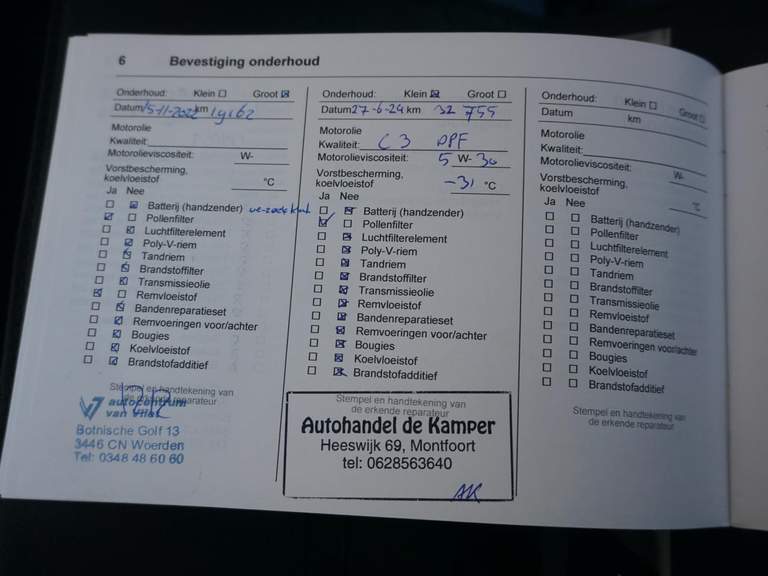 6 Bevestiging onderhoud
Onderhoud: Klein ☐ Groot ☒
Datum 15-11-2022 km 19162
Motorolie
Kwaliteit:
Motorolieviscositeit: W-
Vorstbescherming,
koelvloeistof °C
Ja Nee
☐ ☒ Batterij (handzender)
☒ ☐ Pollenfilter
☐ ☒ Luchtfilterelement
☐ ☒ Poly-V-riem
☐ ☒ Tandriem
☐ ☒ Brandstoffilter
☐ ☒ Transmissieolie
☒ ☐ Remvloeistof
☐ ☒ Bandenreparatieset
☐ ☒ Remvoeringen voor/achter
☐ ☒ Bougies
☐ ☒ Koelvloeistof
☐ ☒ Brandstofadditief
Stempel en handtekening van
de erkende reparateur
autocentrum
van Vliet
Botnische Golf 13
3446 CN Woerden
Tel: 0348 48 60 60
Onderhoud: Klein ☒ Groot ☐
Datum 27-6-24 km 32 755
Motorolie
Kwaliteit: C3 DPF
Motorolieviscositeit: 5 W- 30
Vorstbescherming,
koelvloeistof -31 °C
Ja Nee
☐ ☒ Batterij (handzender)
☒ ☐ Pollenfilter
☐ ☒ Luchtfilterelement
☐ ☒ Poly-V-riem
☐ ☒ Tandriem
☐ ☒ Brandstoffilter
☐ ☒ Transmissieolie
☐ ☒ Remvloeistof
☐ ☒ Bandenreparatieset
☐ ☒ Remvoeringen voor/achter
☐ ☒ Bougies
☐ ☒ Koelvloeistof
☐ ☒ Brandstofadditief
Stempel en handtekening van
de erkende reparateur
Autohandel de Kamper
Heeswijk 69, Montfoort
tel: 0628563640
AK
Onderhoud: Klein ☐ Groot ☐
Datum km
Motorolie
Kwaliteit:
Motorolieviscositeit: W-
Vorstbescherming,
koelvloeistof °C
Ja Nee
☐ ☐ Batterij (handzender)
☐ ☐ Pollenfilter
☐ ☐ Luchtfilterelement
☐ ☐ Poly-V-riem
☐ ☐ Tandriem
☐ ☐ Brandstoffilter
☐ ☐ Transmissieolie
☐ ☐ Remvloeistof
☐ ☐ Bandenreparatieset
☐ ☐ Remvoeringen voor/achter
☐ ☐ Bougies
☐ ☐ Koelvloeistof
☐ ☐ Brandstofadditief
Stempel en handtekening van
de erkende reparateur